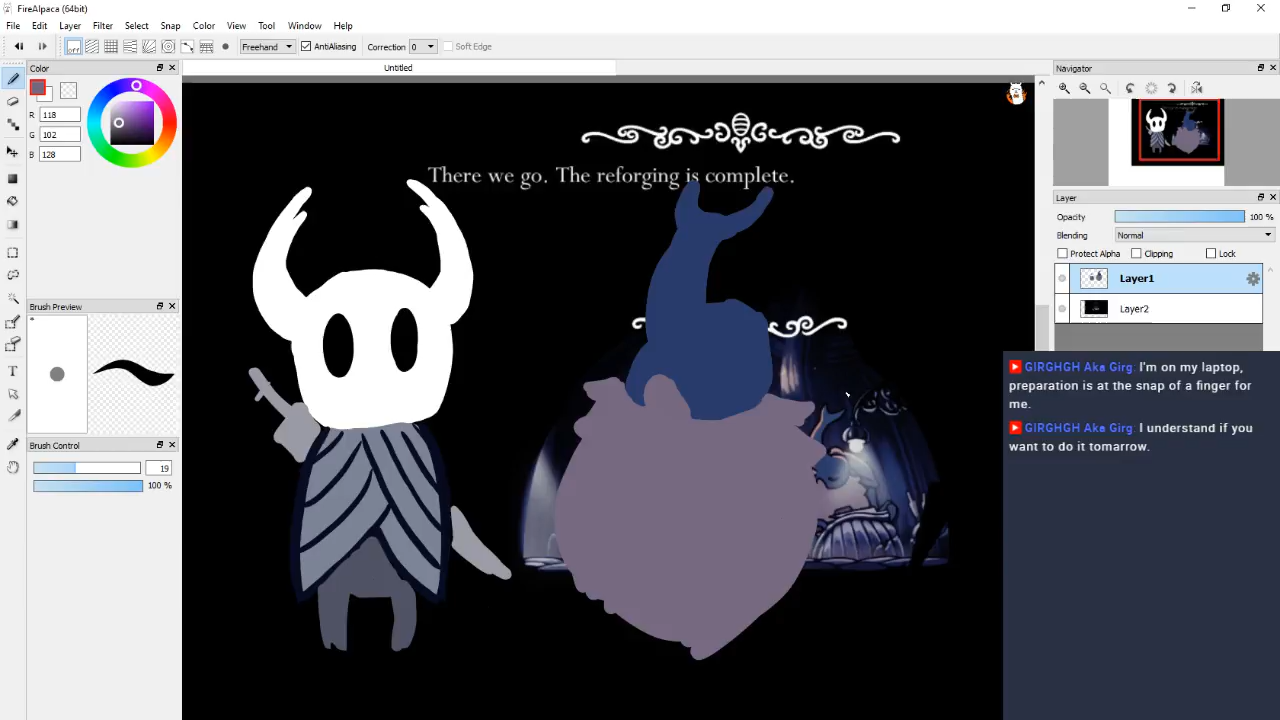 FireAlpaca (64bit)
File Edit Layer Filter Select Snap Color View Tool Window Help
OFF Freehand AntiAliasing Correction 0 Soft Edge
Color
Untitled
Navigator
R 118
G 102
B 128
There we go. The reforging is complete.
Layer
Opacity 100 %
Blending Normal
Protect Alpha Clipping Lock
Layer1
Layer2
Brush Preview
GIRGHGH Aka Girg: I'm on my laptop,
preparation is at the snap of a finger for
me.
GIRGHGH Aka Girg: I understand if you
want to do it tomarrow.
Brush Control
19
100 %